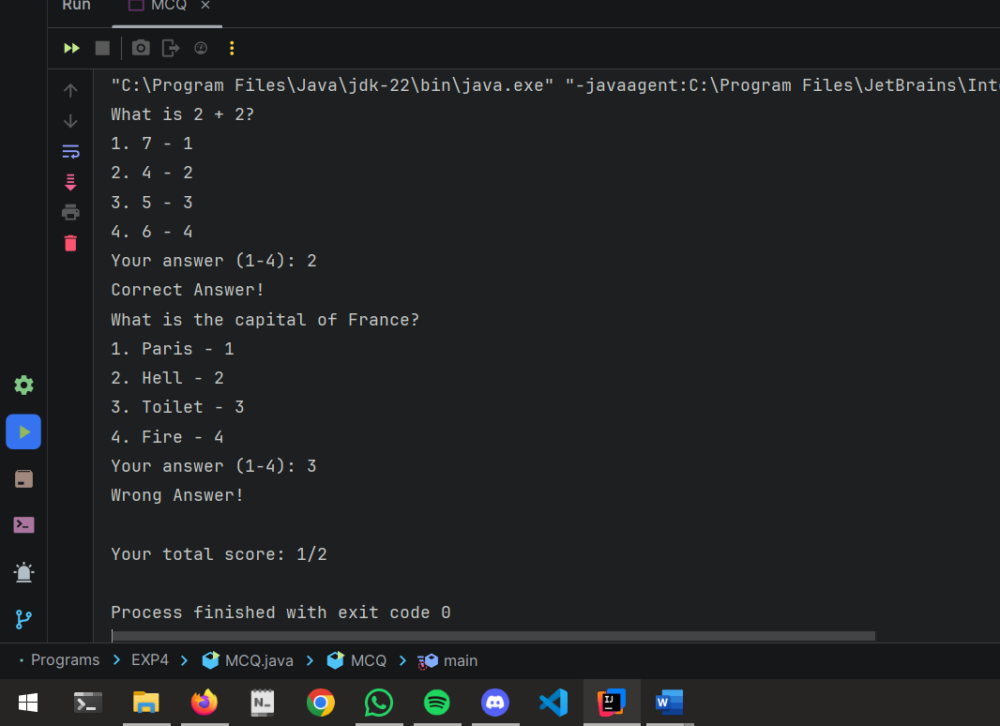 Run MCQ ×
"C:\Program Files\Java\jdk-22\bin\java.exe" "-javaagent:C:\Program Files\JetBrains\Int
What is 2 + 2?
1. 7 - 1
2. 4 - 2
3. 5 - 3
4. 6 - 4
Your answer (1-4): 2
Correct Answer!
What is the capital of France?
1. Paris - 1
2. Hell - 2
3. Toilet - 3
4. Fire - 4
Your answer (1-4): 3
Wrong Answer!
Your total score: 1/2
Process finished with exit code 0
Programs > EXP4 > MCQ.java > MCQ > main
N
IJ
W